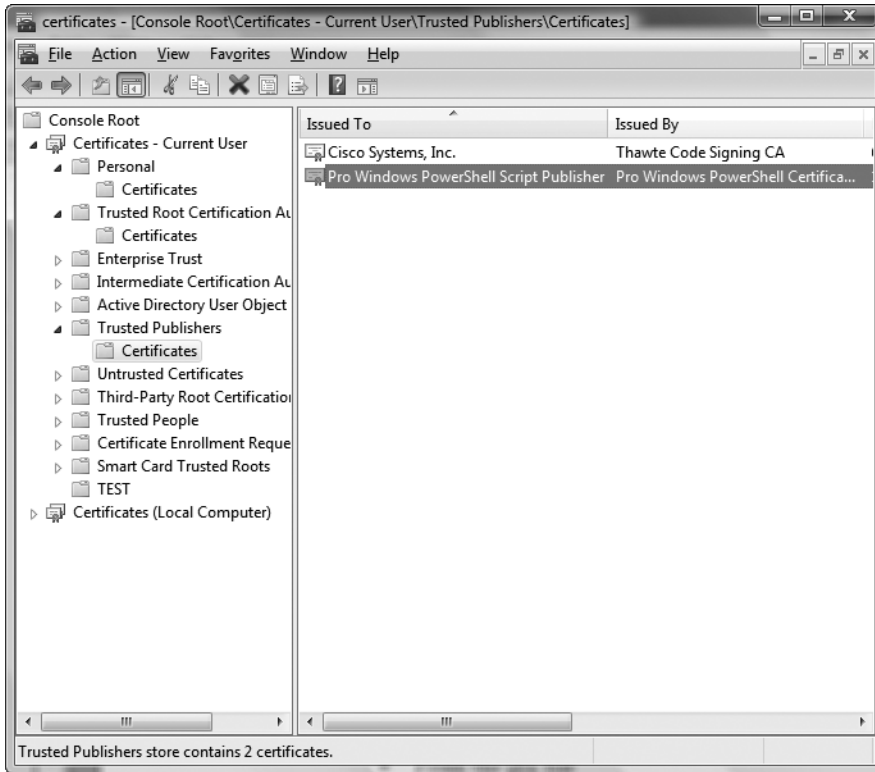 certificates - [Console Root\Certificates - Current User\Trusted Publishers\Certificates]
File Action View Favorites Window Help
Console Root
Certificates - Current User
Personal
Certificates
Trusted Root Certification Au
Certificates
Enterprise Trust
Intermediate Certification Au
Active Directory User Object
Trusted Publishers
Certificates
Untrusted Certificates
Third-Party Root Certification
Trusted People
Certificate Enrollment Reque
Smart Card Trusted Roots
TEST
Certificates (Local Computer)
Issued To Issued By
Cisco Systems, Inc. Thawte Code Signing CA
Pro Windows PowerShell Script Publisher Pro Windows PowerShell Certifica...
Trusted Publishers store contains 2 certificates.